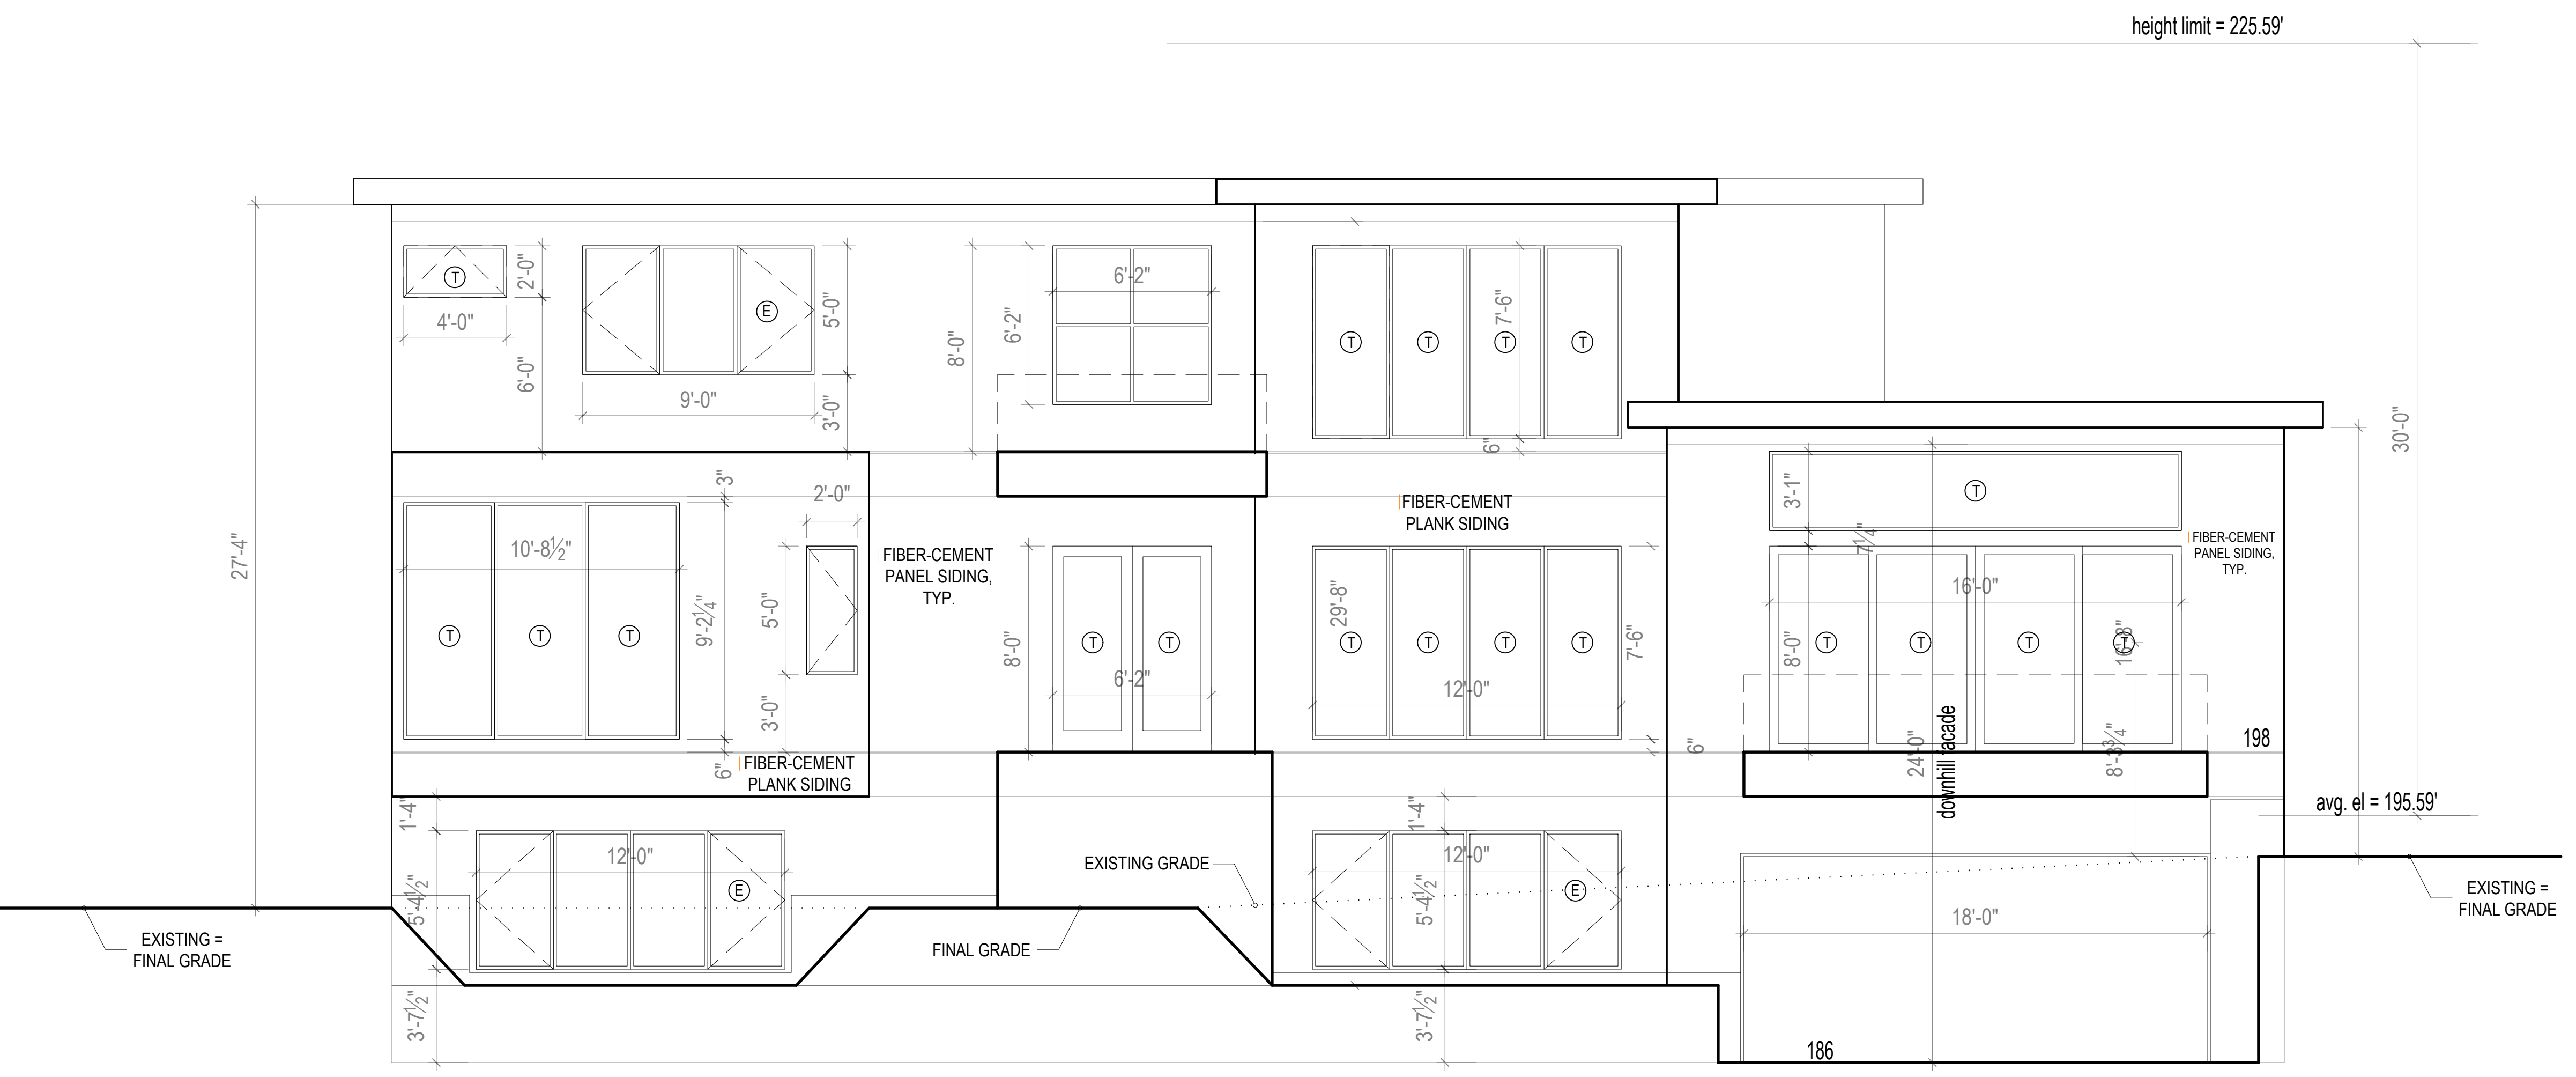 height limit = 225.59'
30'-0"
27'-4"
T
2'-0"
4'-0"
6'-0"
E
5'-0"
9'-0"
3'-0"
8'-0"
6'-2"
6'-2"
7'-6"
T
T
T
T
6"
3"
2'-0"
10'-8½"
9'-2¼"
T
T
T
5'-0"
3'-0"
6"
FIBER-CEMENT
PLANK SIDING
FIBER-CEMENT
PANEL SIDING,
TYP.
8'-0"
T
T
6'-2"
FIBER-CEMENT
PLANK SIDING
29'-8"
T
T
T
T
7'-6"
12'-0"
6"
3'-1"
T
7¼"
FIBER-CEMENT
PANEL SIDING,
TYP.
16'-0"
8'-0"
T
T
T
T
24'-0"
downhill facade
8'-3¾"
198
avg. el = 195.59'
1'-4"
12'-0"
E
5'-4½"
3'-7½"
EXISTING GRADE
FINAL GRADE
1'-4"
12'-0"
E
5'-4½"
3'-7½"
18'-0"
186
EXISTING =
FINAL GRADE
EXISTING =
FINAL GRADE